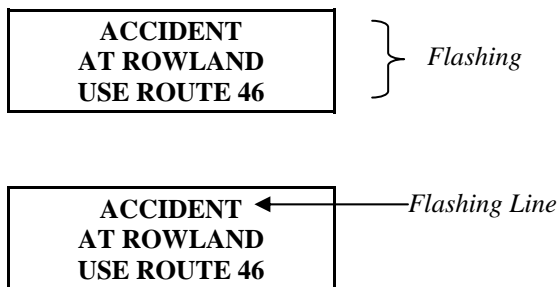 ACCIDENT
AT ROWLAND
USE ROUTE 46
Flashing
ACCIDENT
AT ROWLAND
USE ROUTE 46
Flashing Line